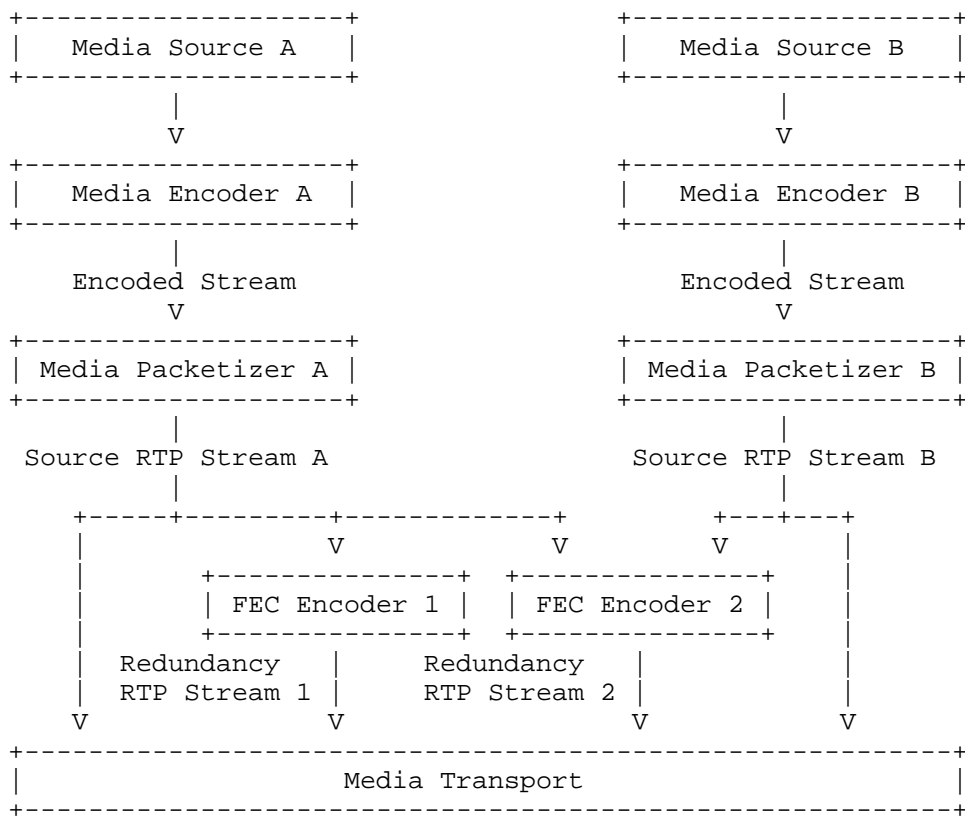 Media Source A Media Source B
V V
Media Encoder A Media Encoder B
Encoded Stream Encoded Stream
V V
Media Packetizer A Media Packetizer B
Source RTP Stream A Source RTP Stream B
V V V
FEC Encoder 1 FEC Encoder 2
Redundancy Redundancy
RTP Stream 1 RTP Stream 2
V V V V
Media Transport